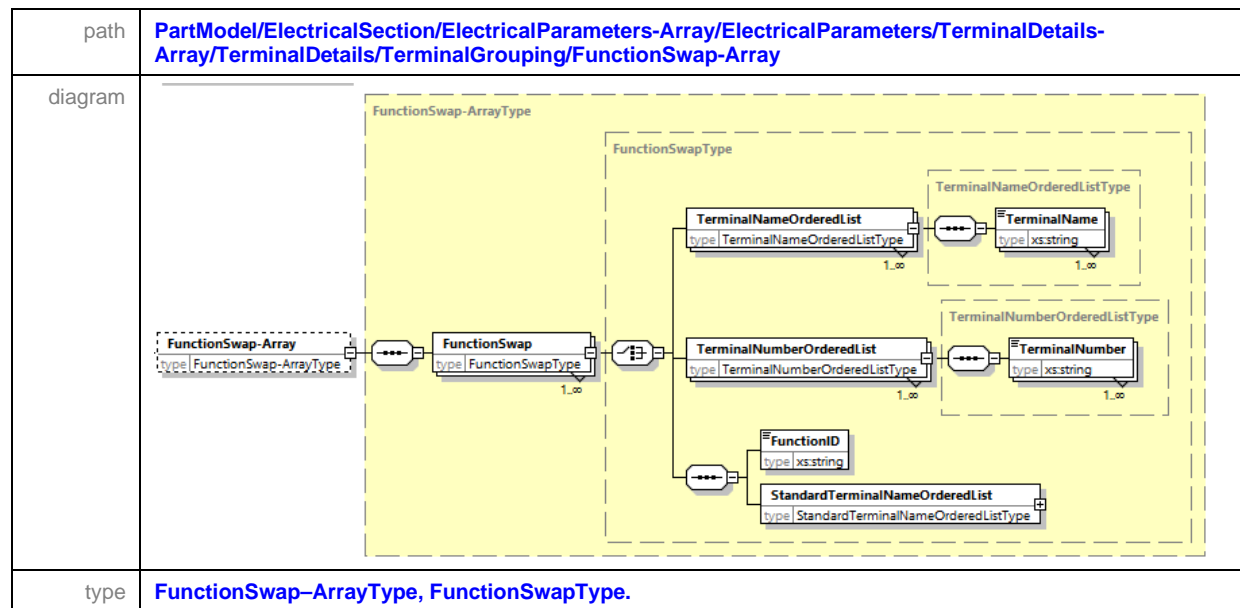 path
PartModel/ElectricalSection/ElectricalParameters-Array/ElectricalParameters/TerminalDetails-
Array/TerminalDetails/TerminalGrouping/FunctionSwap-Array
diagram
FunctionSwap-ArrayType
FunctionSwapType
TerminalNameOrderedListType
TerminalNameOrderedList
type TerminalNameOrderedListType
1..∞
TerminalName
type xs:string
1..∞
TerminalNumberOrderedListType
FunctionSwap-Array
type FunctionSwap-ArrayType
FunctionSwap
type FunctionSwapType
1..∞
TerminalNumberOrderedList
type TerminalNumberOrderedListType
1..∞
TerminalNumber
type xs:string
1..∞
FunctionID
type xs:string
StandardTerminalNameOrderedList
type StandardTerminalNameOrderedListType
type
FunctionSwap–ArrayType, FunctionSwapType.